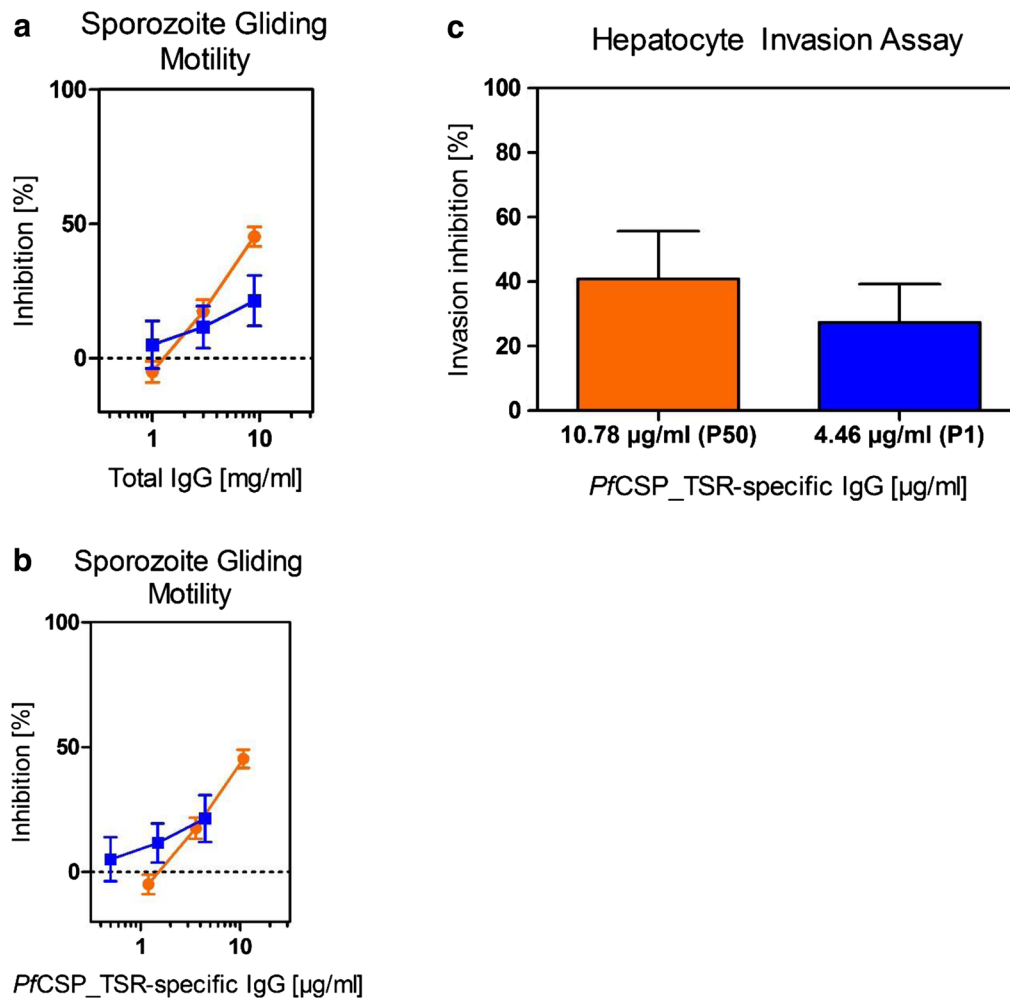 a
Sporozoite Gliding
Motility
100
50
0
Inhibition [%]
1 10
Total IgG [mg/ml]
b
Sporozoite Gliding
Motility
100
50
0
Inhibition [%]
1 10
PfCSP_TSR-specific IgG [µg/ml]
c
Hepatocyte Invasion Assay
100
80
60
40
20
0
Invasion inhibition [%]
10.78 µg/ml (P50) 4.46 µg/ml (P1)
PfCSP_TSR-specific IgG [µg/ml]